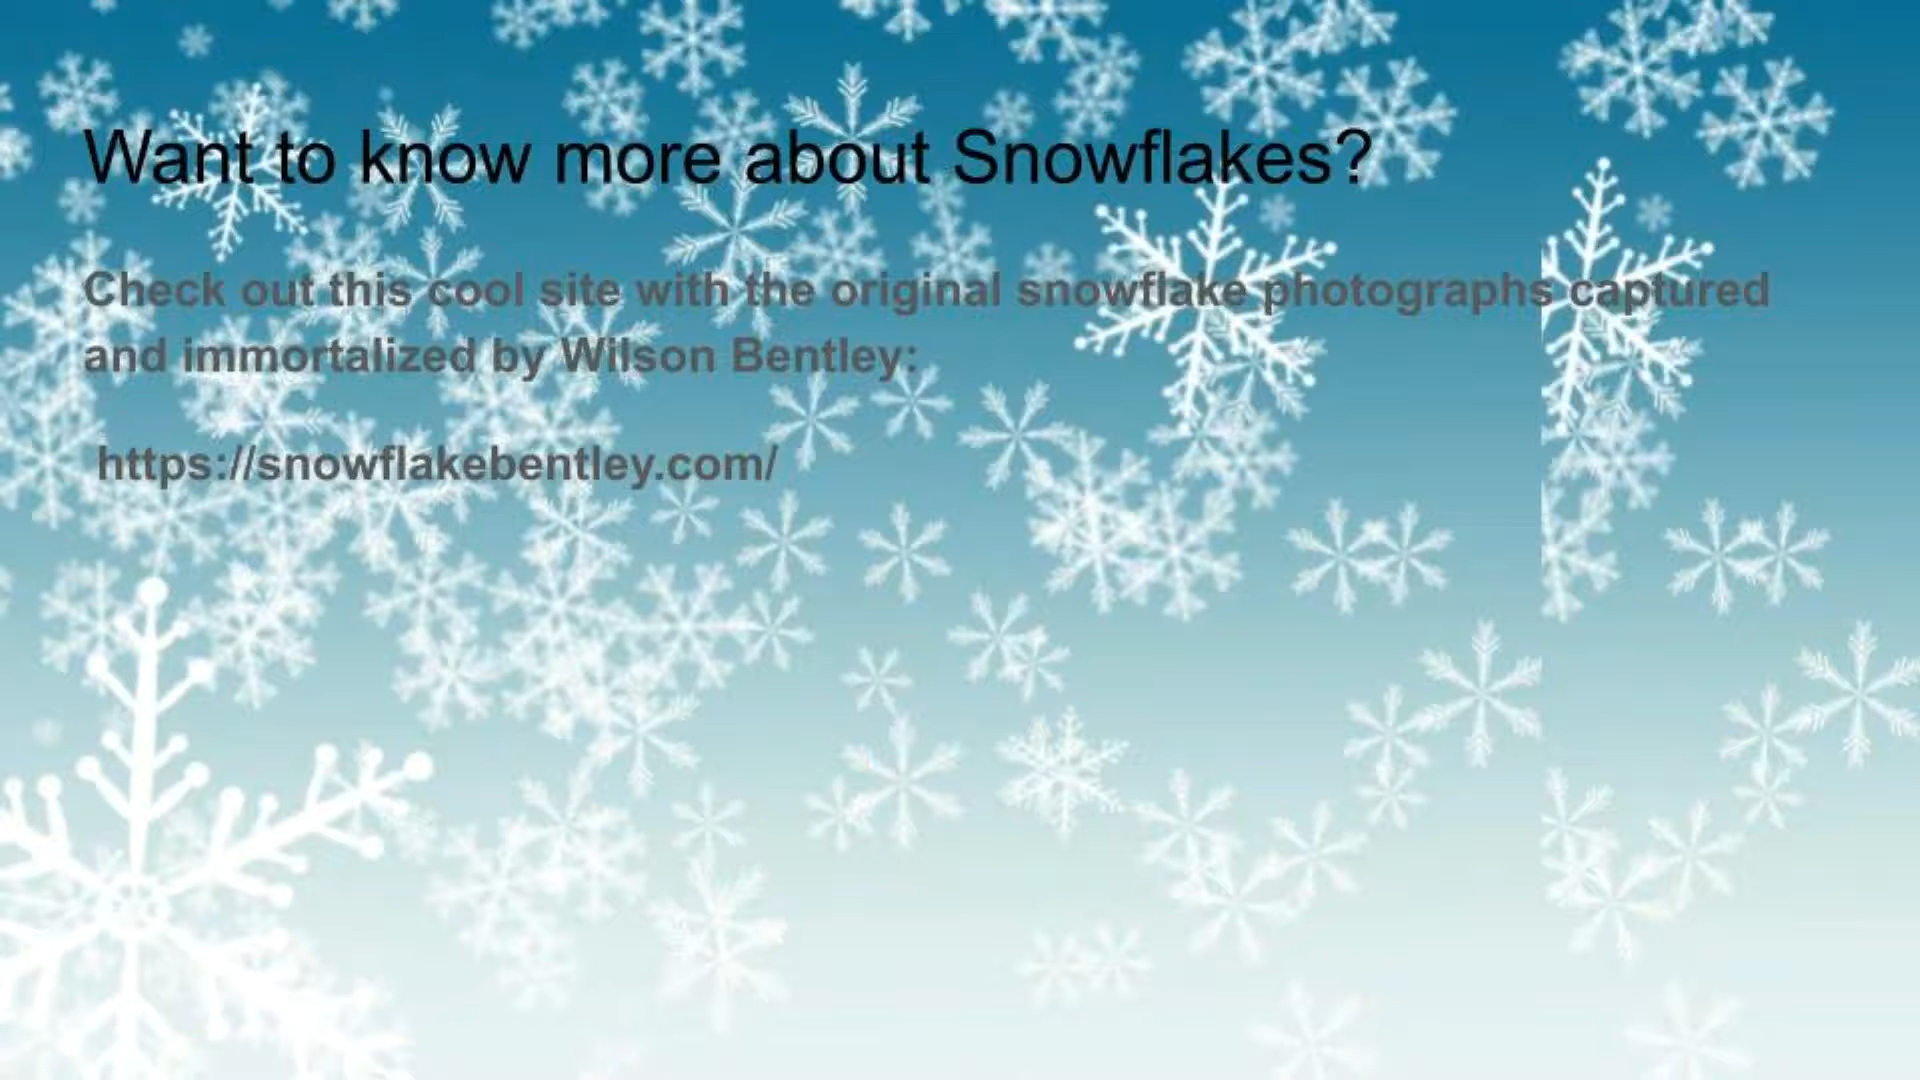 Want to know more about Snowflakes?
Check out this cool site with the original snowflake photographs captured
and immortalized by Wilson Bentley:
https://snowflakebentley.com/